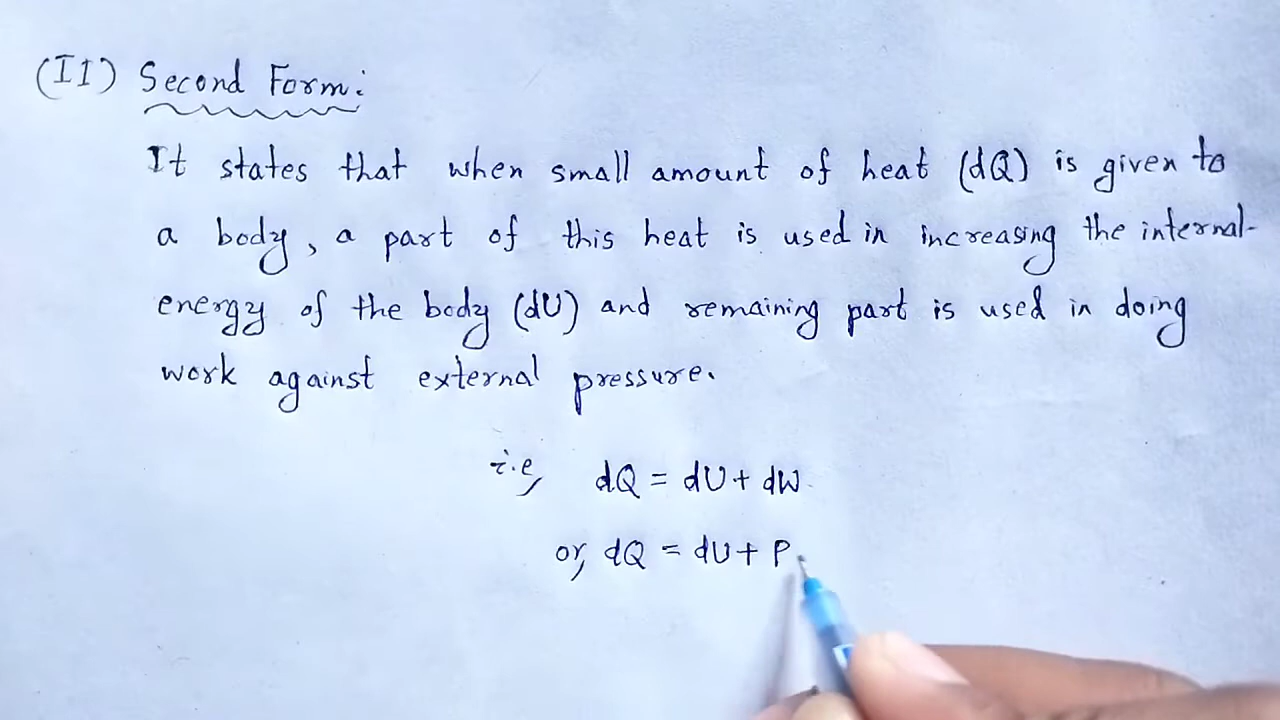 (II) Second Form:
It states that when small amount of heat (dQ) is given to
a body, a part of this heat is used in increasing the internal-
energy of the body (dU) and remaining part is used in doing
work against external pressure.
i.e, dQ = dU + dW
or, dQ = dU + P